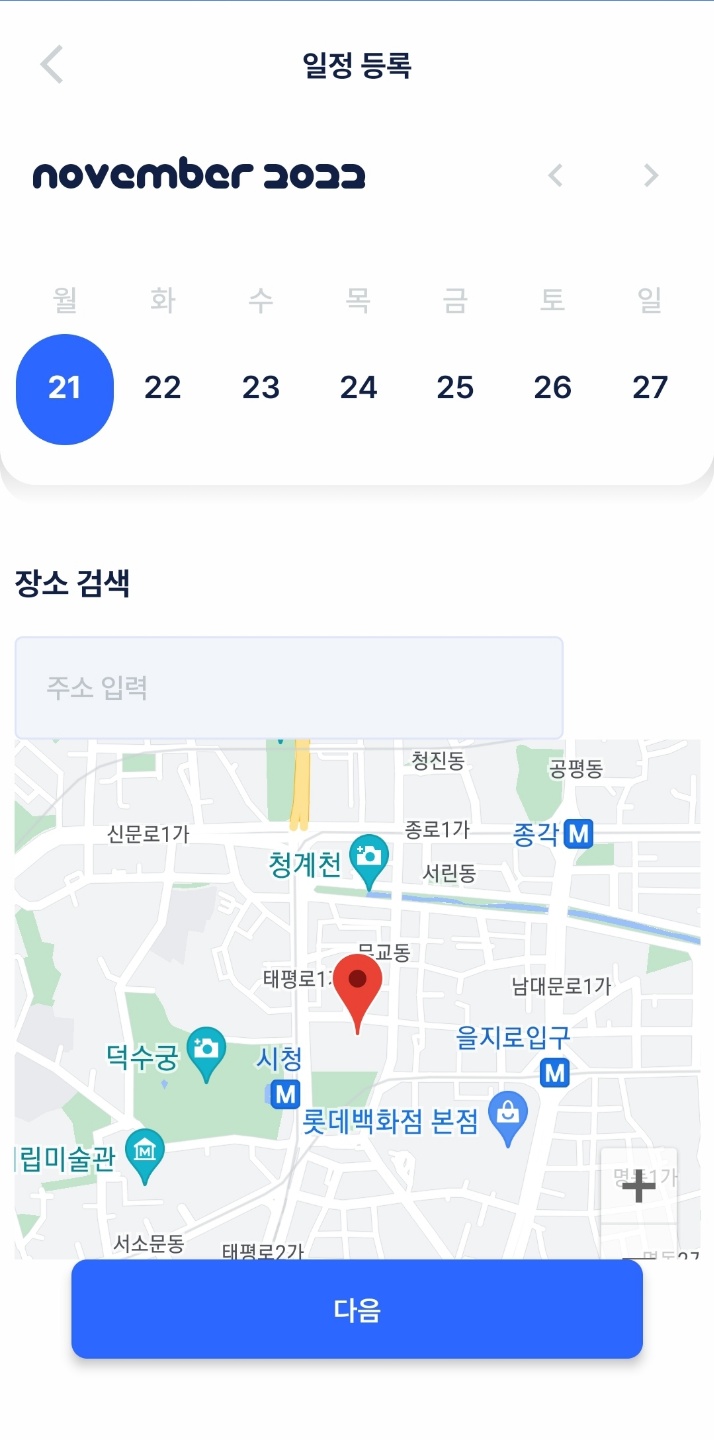 일정 등록
november 2022
월 화 수 목 금 토 일
21 22 23 24 25 26 27
장소 검색
주소 입력
청진동
공평동
신문로1가
종로1가
종각 M
청계천
서린동
무교동
태평로1
남대문로1가
을지로입구
덕수궁
시청
M
M
롯데백화점 본점
립미술관
명동1가
+
서소문동
태평로2가
다음